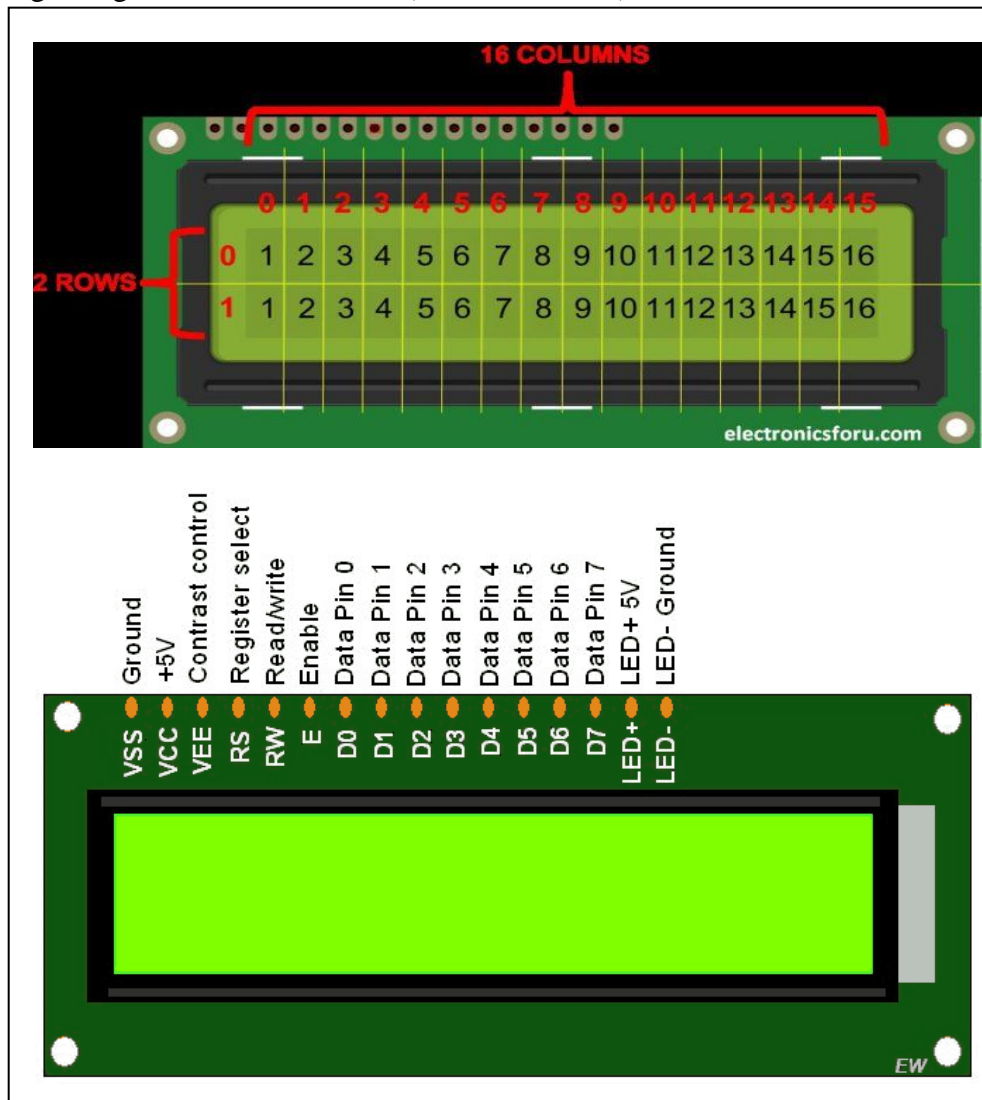 16 COLUMNS
0 1 2 3 4 5 6 7 8 9 10 11 12 13 14 15
0 1 2 3 4 5 6 7 8 9 10 11 12 13 14 15 16
2 ROWS
1 1 2 3 4 5 6 7 8 9 10 11 12 13 14 15 16
electronicsforu.com
Ground
+5V
Contrast control
Register select
Read/write
Enable
Data Pin 0
Data Pin 1
Data Pin 2
Data Pin 3
Data Pin 4
Data Pin 5
Data Pin 6
Data Pin 7
LED+ 5V
LED- Ground
VSS
VCC
VEE
RS
RW
E
D0
D1
D2
D3
D4
D5
D6
D7
LED+
LED-
EW